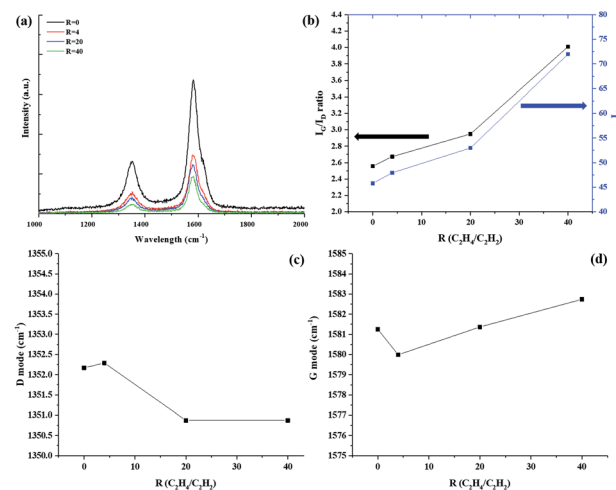 (a)
R=0
R=4
R=20
R=40
Intensity (a.u.)
1000 1200 1400 1600 1800 2000
Wavelength (cm⁻¹)
(b)
4.4
4.2
4.0
3.8
3.6
3.4
3.2
3.0
2.8
2.6
2.4
2.2
2.0
I_G/I_D ratio
80
75
70
65
60
55
50
45
40
0 10 20 30 40
R (C₂H₄/C₂H₂)
(c)
1355.0
1354.5
1354.0
1353.5
1353.0
1352.5
1352.0
1351.5
1351.0
1350.5
1350.0
D mode (cm⁻¹)
0 10 20 30 40
R (C₂H₄/C₂H₂)
(d)
1585
1584
1583
1582
1581
1580
1579
1578
1577
1576
1575
G mode (cm⁻¹)
0 10 20 30 40
R (C₂H₄/C₂H₂)